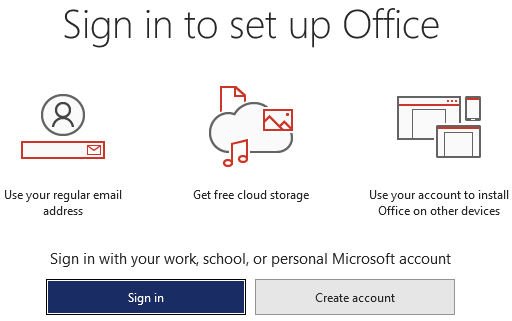 Sign in to set up Office
Use your regular email
address
Get free cloud storage
Use your account to install
Office on other devices
Sign in with your work, school, or personal Microsoft account
Sign in
Create account